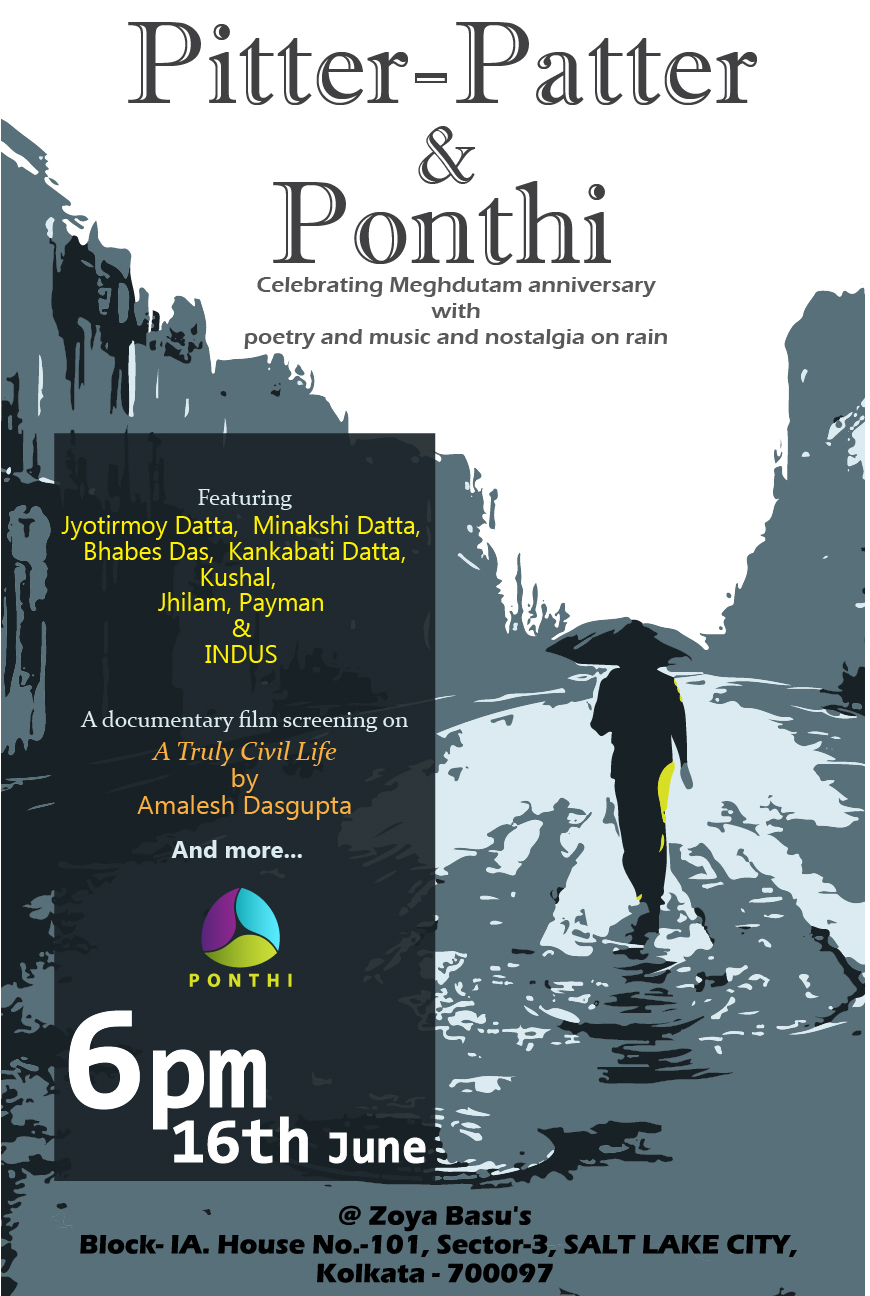 Pitter-Patter
&
Ponthi
Celebrating Meghdutam anniversary
with
poetry and music and nostalgia on rain
Featuring
Jyotirmoy Datta, Minakshi Datta,
Bhabes Das, Kankabati Datta,
Kushal,
Jhilam, Payman
&
INDUS
A documentary film screening on
A Truly Civil Life
by
Amalesh Dasgupta
And more...
PONTHI
6pm
16th June
@ Zoya Basu's
Block- IA. House No.-101, Sector-3, SALT LAKE CITY,
Kolkata - 700097